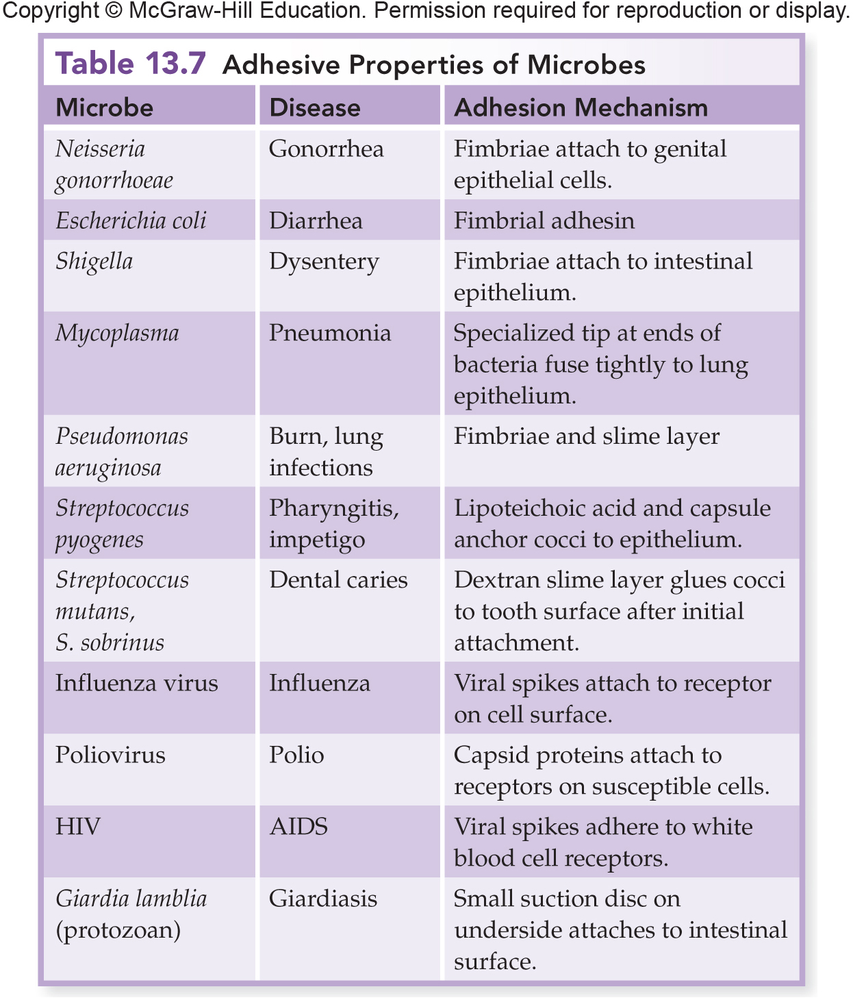 Copyright © McGraw-Hill Education. Permission required for reproduction or display.
Table 13.7 Adhesive Properties of Microbes
Microbe Disease Adhesion Mechanism
Neisseria Gonorrhea Fimbriae attach to genital
gonorrhoeae epithelial cells.
Escherichia coli Diarrhea Fimbrial adhesin
Shigella Dysentery Fimbriae attach to intestinal
epithelium.
Mycoplasma Pneumonia Specialized tip at ends of
bacteria fuse tightly to lung
epithelium.
Pseudomonas Burn, lung Fimbriae and slime layer
aeruginosa infections
Streptococcus Pharyngitis, Lipoteichoic acid and capsule
pyogenes impetigo anchor cocci to epithelium.
Streptococcus Dental caries Dextran slime layer glues cocci
mutans, to tooth surface after initial
S. sobrinus attachment.
Influenza virus Influenza Viral spikes attach to receptor
on cell surface.
Poliovirus Polio Capsid proteins attach to
receptors on susceptible cells.
HIV AIDS Viral spikes adhere to white
blood cell receptors.
Giardia lamblia Giardiasis Small suction disc on
(protozoan) underside attaches to intestinal
surface.